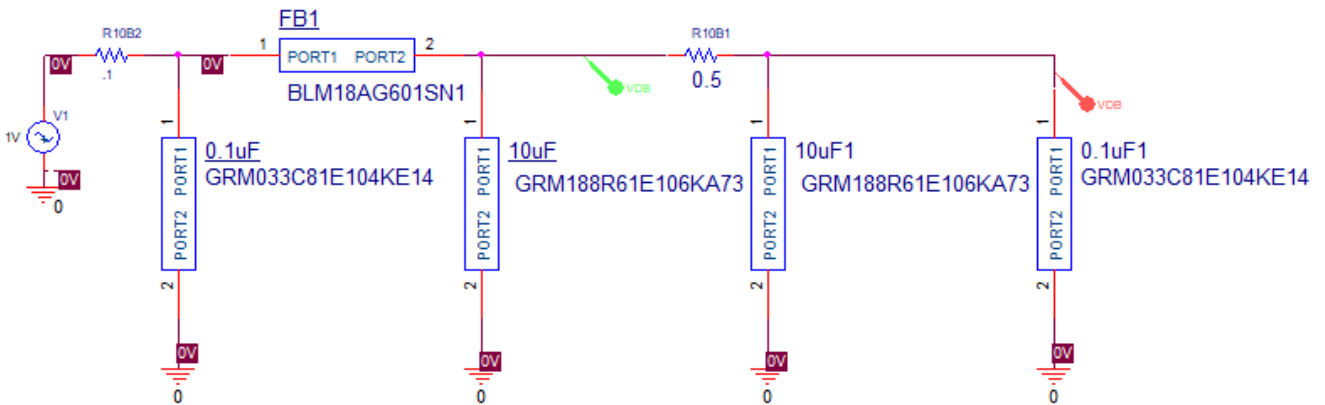 FB1
R10B2
.1
0V
0V
1
PORT1 PORT2
2
BLM18AG601SN1
VDB
R10B1
0.5
VDB
V1
1V
0V
0
1
PORT2 PORT1
2
0.1uF
GRM033C81E104KE14
0V
0
1
PORT2 PORT1
2
10uF
GRM188R61E106KA73
0V
0
1
PORT2 PORT1
2
10uF1
GRM188R61E106KA73
0V
0
1
PORT2 PORT1
2
0.1uF1
GRM033C81E104KE14
0V
0